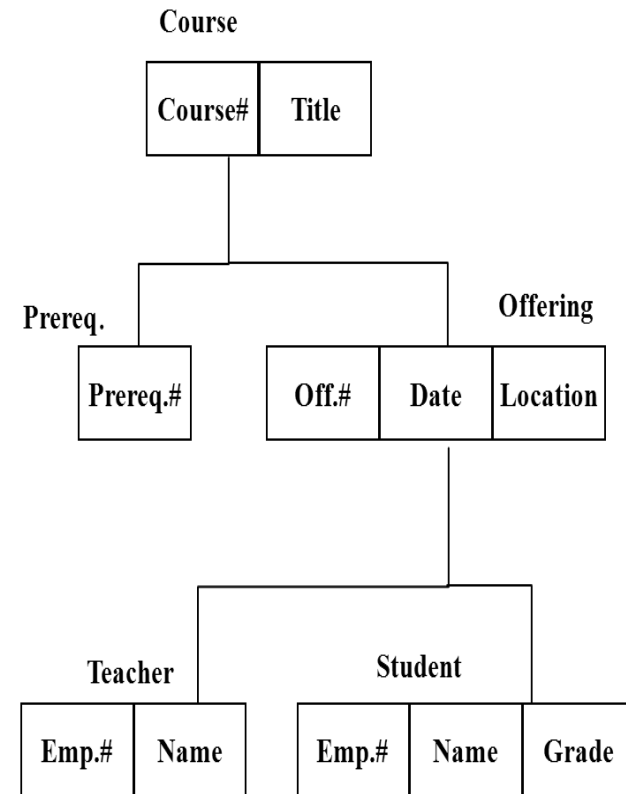 Course
Course# Title
Prereq.
Offering
Prereq.# Off.# Date Location
Teacher
Student
Emp.# Name Emp.# Name Grade